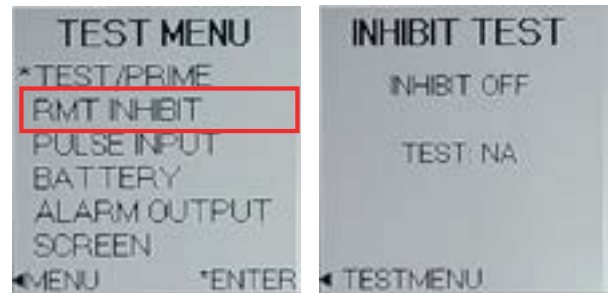 TEST MENU
*TEST/PRIME
RMT INHIBIT
PULSE INPUT
BATTERY
ALARM OUTPUT
SCREEN
◄MENU *ENTER
INHIBIT TEST
INHIBIT OFF
TEST: NA
◄ TESTMENU